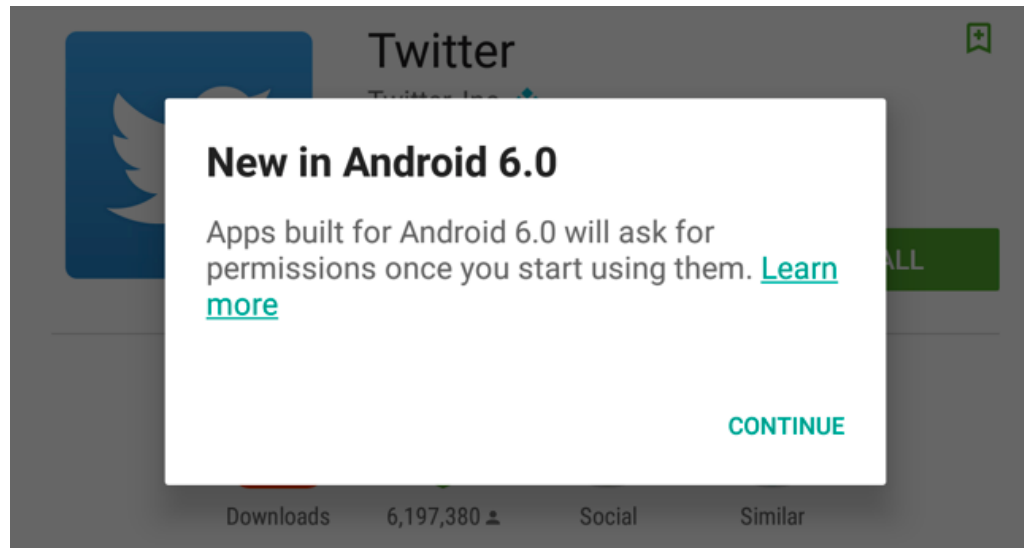 Twitter
New in Android 6.0
Apps built for Android 6.0 will ask for
permissions once you start using them. Learn
more
CONTINUE
Downloads 6,197,380 Social Similar